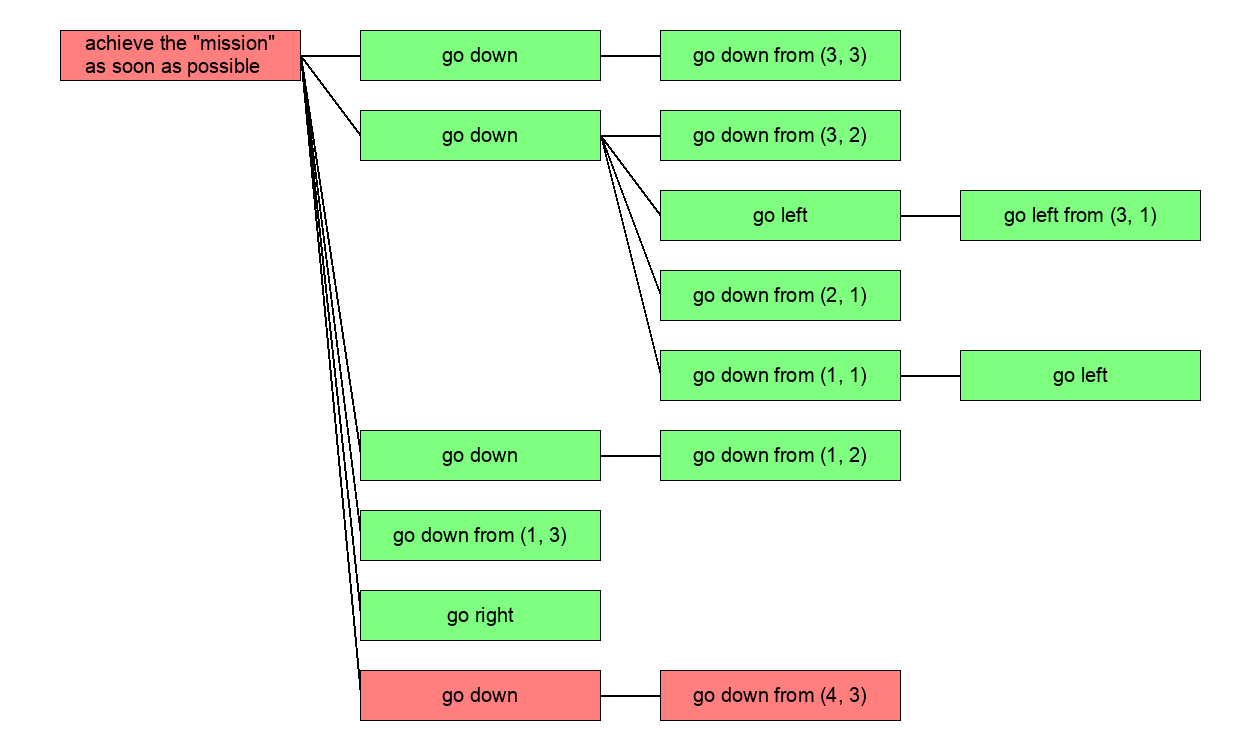 achieve the "mission"
as soon as possible
go down
go down from (3, 3)
go down
go down from (3, 2)
go left
go left from (3, 1)
go down from (2, 1)
go down from (1, 1)
go left
go down
go down from (1, 2)
go down from (1, 3)
go right
go down
go down from (4, 3)